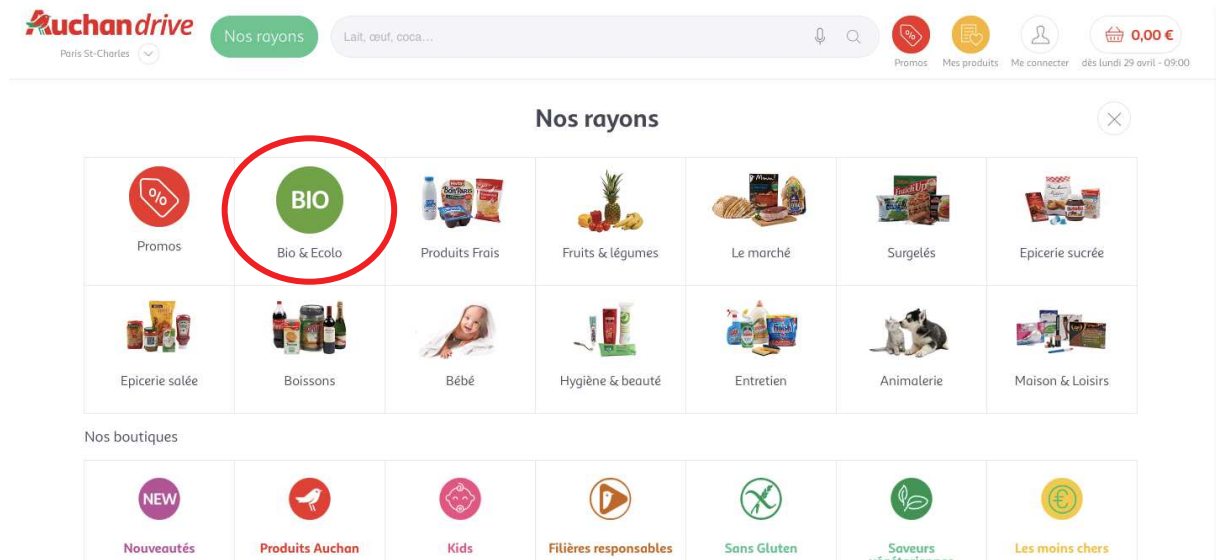 Auchan drive
Nos rayons
Lait, œuf, coca...
0,00 €
Paris St-Charles
Promos
Mes produits
Me connecter
dès lundi 29 avril - 09:00
Nos rayons
BIO
Promos
Bio & Ecolo
Produits Frais
Fruits & légumes
Le marché
Surgelés
Epicerie sucrée
Epicerie salée
Boissons
Bébé
Hygiène & beauté
Entretien
Animalerie
Maison & Loisirs
Nos boutiques
NEW
Nouveautés
Produits Auchan
Kids
Filières responsables
Sans Gluten
Saveurs
végétariennes
Les moins chers